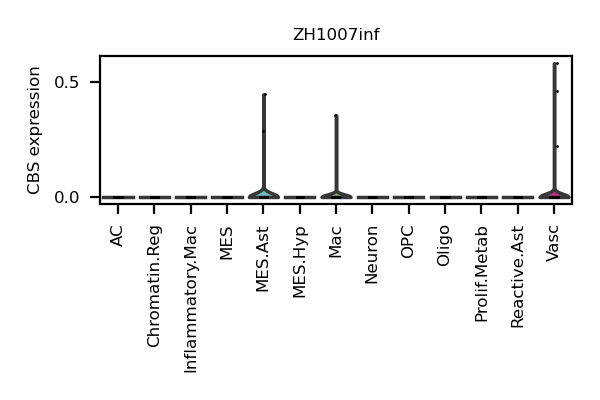 ZH1007inf
CBS expression
0.5
0.0
AC
Chromatin.Reg
Inflammatory.Mac
MES
MES.Ast
MES.Hyp
Mac
Neuron
OPC
Oligo
Prolif.Metab
Reactive.Ast
Vasc